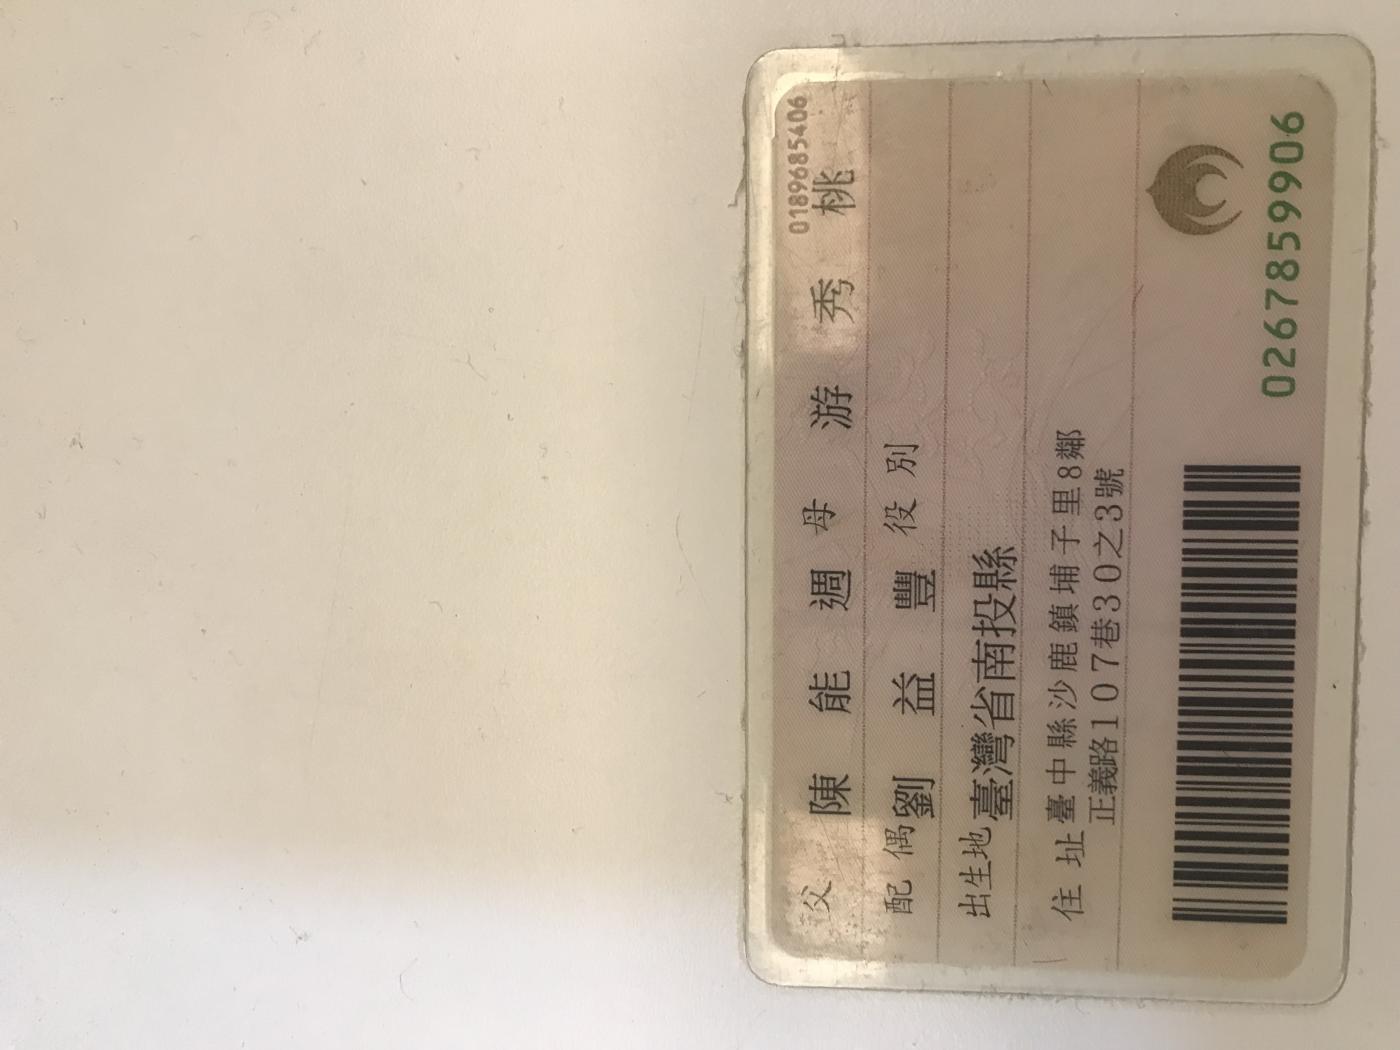 0189685406
父 陳能週 母 游秀桃
配偶 劉益豐 役別
出生地 臺灣省南投縣
住址 臺中縣沙鹿鎮埔子里8鄰
正義路107巷30之3號
0267859906